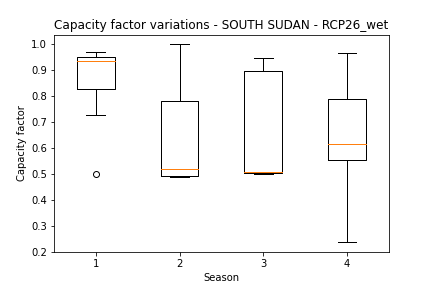 Capacity factor variations - SOUTH SUDAN - RCP26_wet
1.0
0.9
0.8
0.7
0.6
0.5
0.4
0.3
0.2
Capacity factor
1 2 3 4
Season